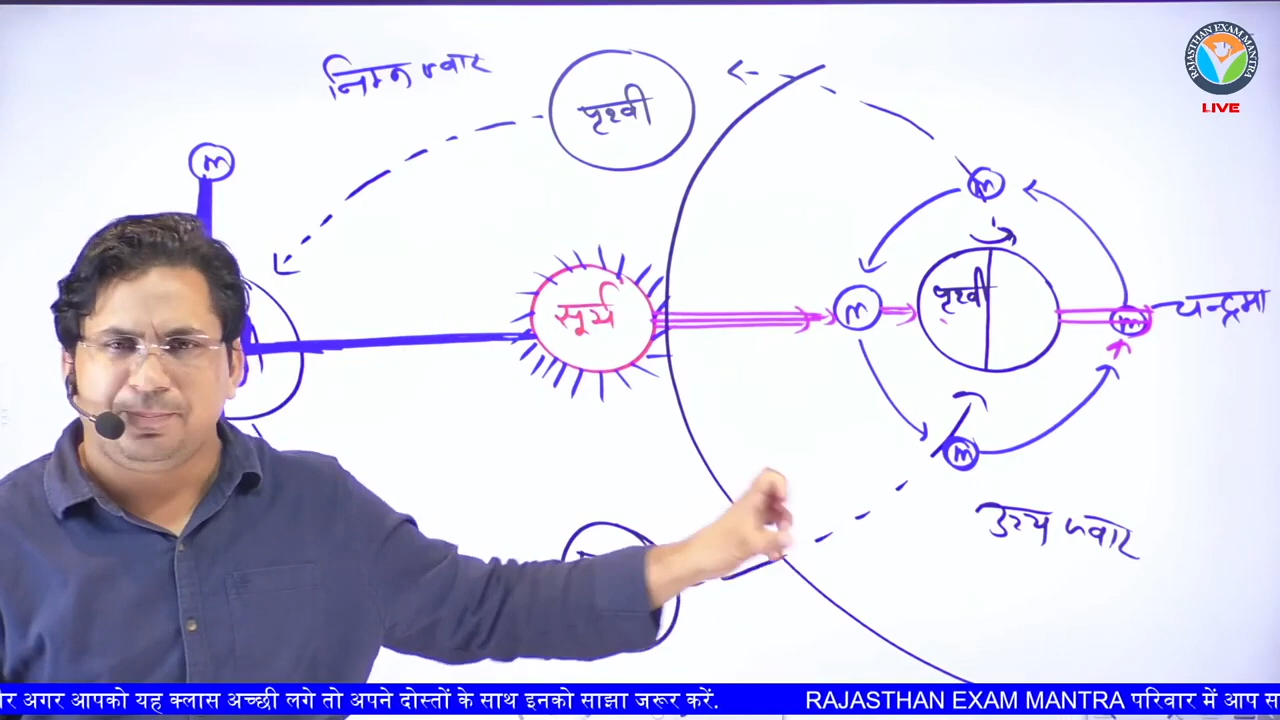 निम्न ज्वार
पृथ्वी
RAJASTHAN EXAM MANTRA
LIVE
m
m
सूर्य
m
पृथ्वी
m
चन्द्रमा
m
उच्च ज्वार
र अगर आपको यह क्लास अच्छी लगे तो अपने दोस्तों के साथ इनको साझा जरूर करें. RAJASTHAN EXAM MANTRA परिवार में आप स